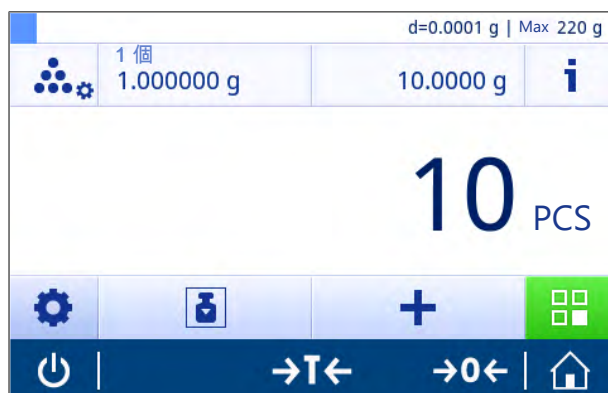 d=0.0001 g | Max 220 g
1 個
1.000000 g
10.0000 g
i
10 PCS
→T←
→0←